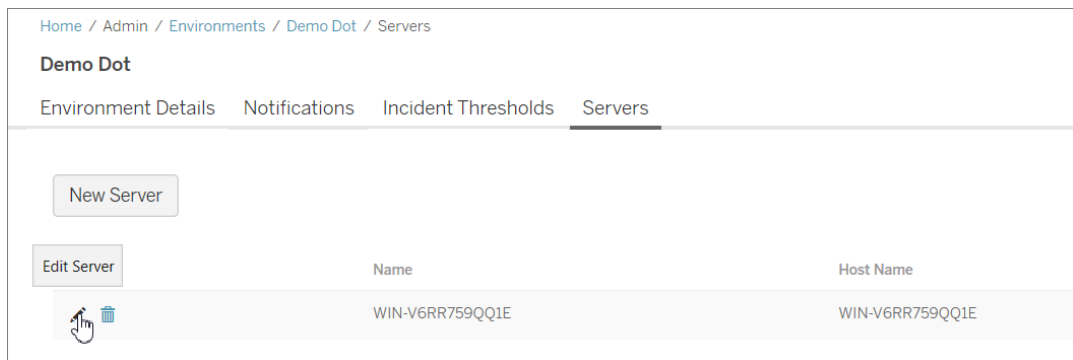 Home / Admin / Environments / Demo Dot / Servers
Demo Dot
Environment Details Notifications Incident Thresholds Servers
New Server
Edit Server Name Host Name
WIN-V6RR759QQ1E WIN-V6RR759QQ1E